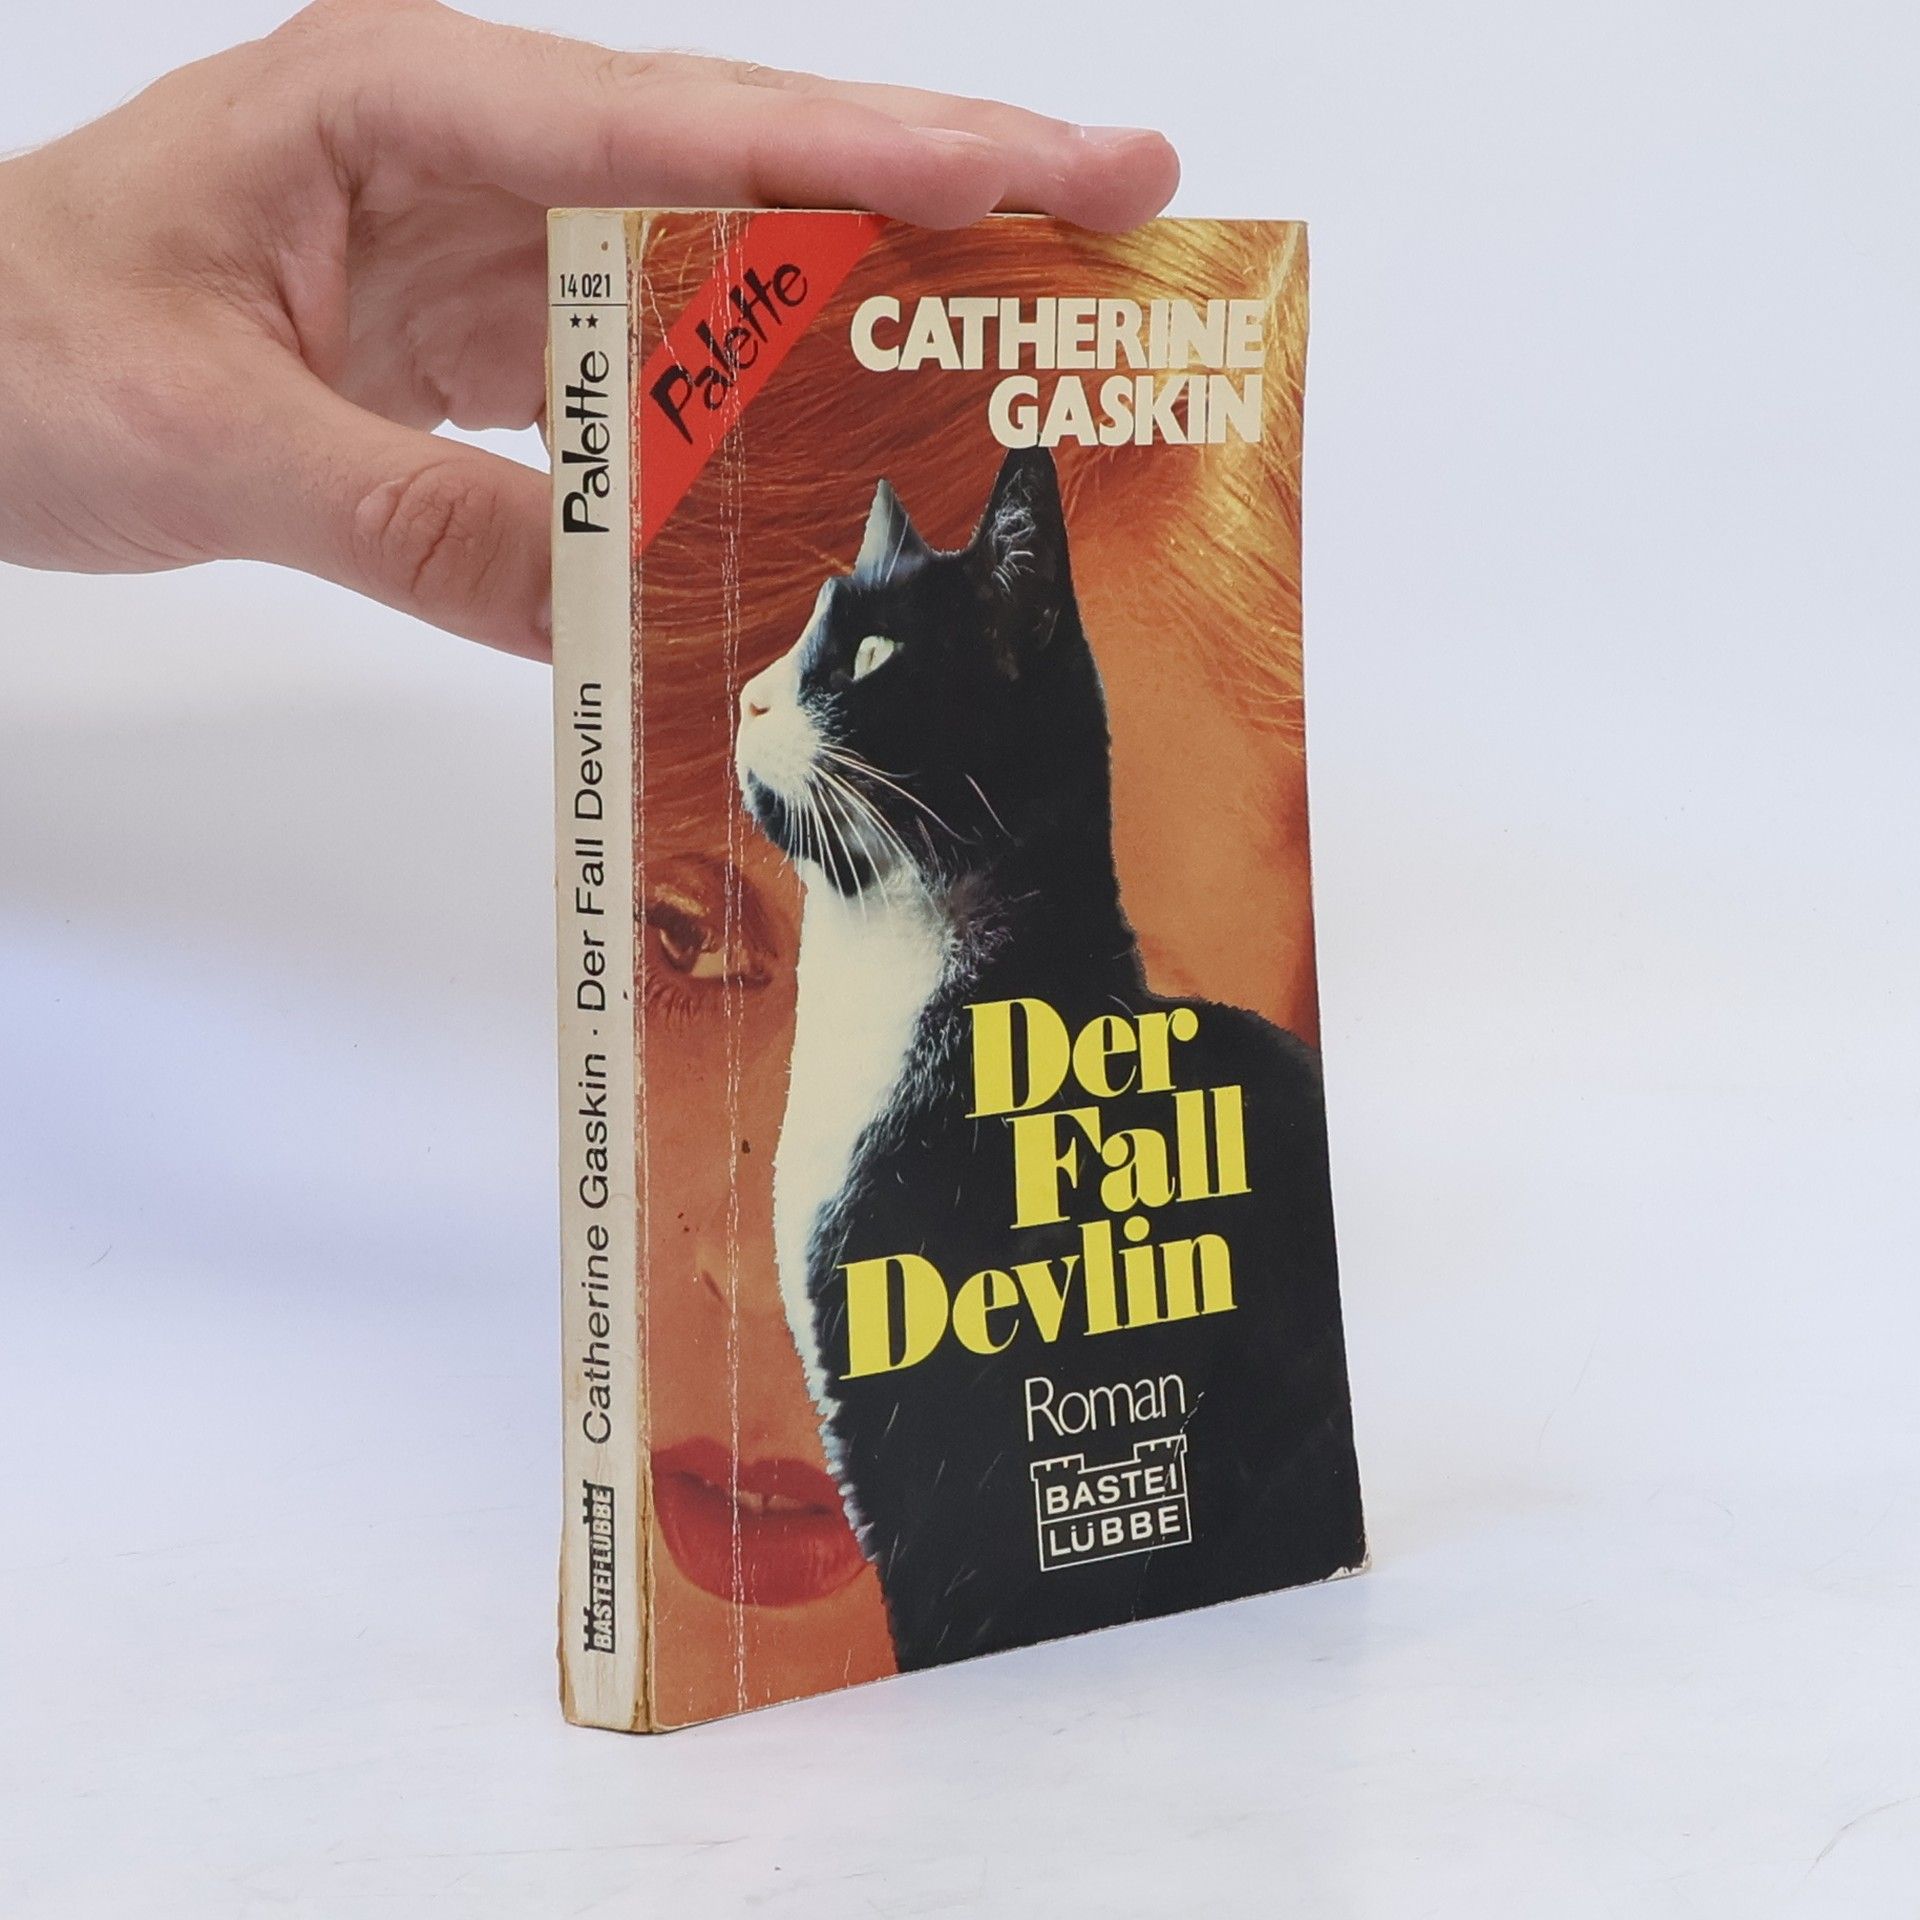 14 021
**
Palette
Catherine Gaskin · Der Fall Devlin
BASTEI-LÜBBE
Palette
CATHERINE
GASKIN
Der
Fall
Devlin
Roman
BASTEI
LÜBBE